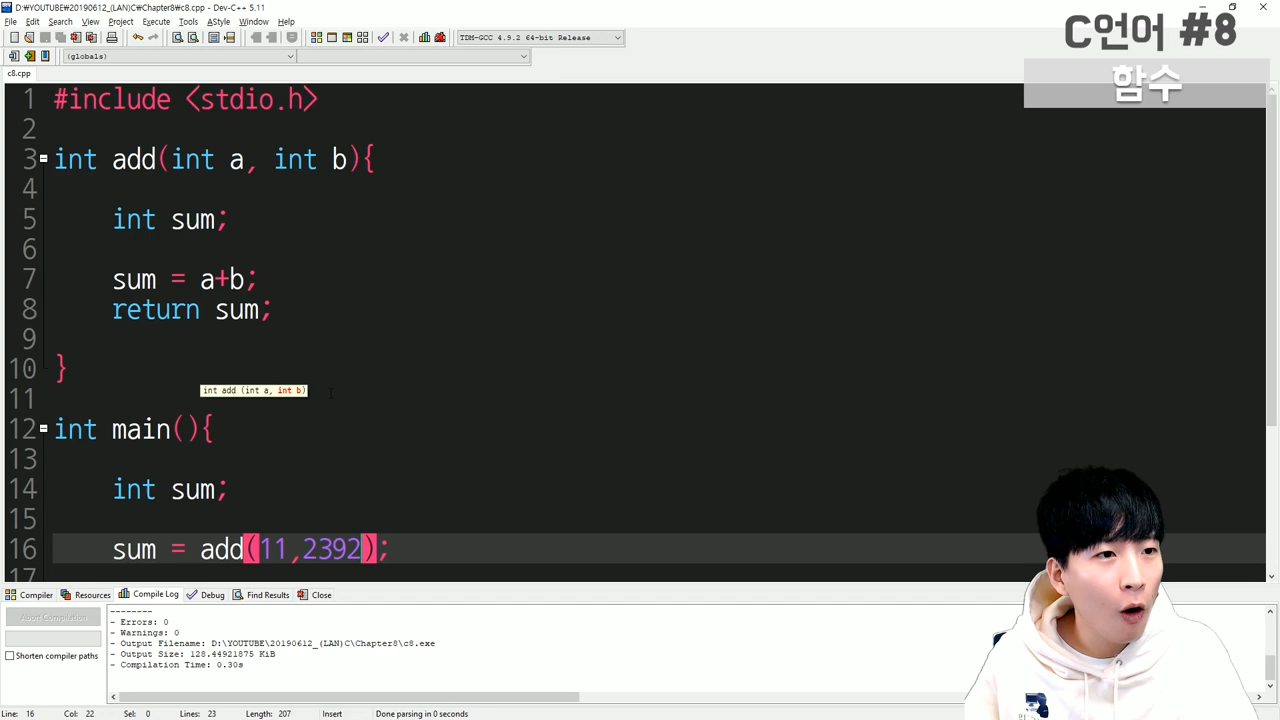 D:₩YOUTUBE₩20190612_(LAN)C₩Chapter8₩c8.cpp - Dev-C++ 5.11
File Edit Search View Project Execute Tools AStyle Window Help
TDM-GCC 4.9.2 64-bit Release
(globals)
c8.cpp
C언어 #8
함수
1 #include <stdio.h>
2
3 int add(int a, int b){
4
5 int sum;
6
7 sum = a+b;
8 return sum;
9
10 }
int add (int a, int b)
11
12 int main(){
13
14 int sum;
15
16 sum = add(11,2392);
17
Compiler Resources Compile Log Debug Find Results Close
Abort Compilation
Shorten compiler paths
--------
- Errors: 0
- Warnings: 0
- Output Filename: D:\YOUTUBE\20190612_(LAN)C\Chapter8\c8.exe
- Output Size: 128.44921875 KiB
- Compilation Time: 0.30s
Line: 16 Col: 22 Sel: 0 Lines: 23 Length: 207 Insert Done parsing in 0 seconds